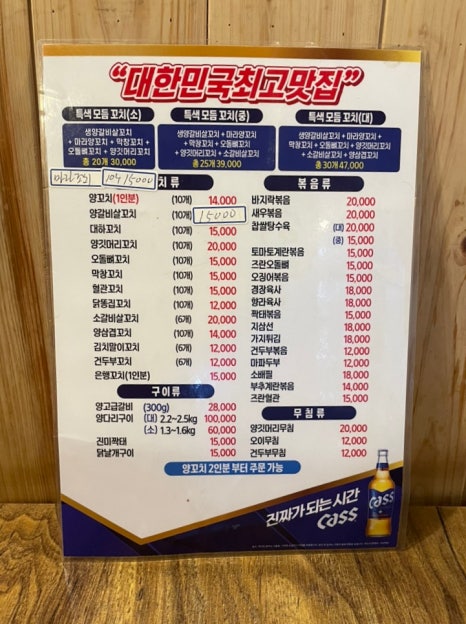 "대한민국최고맛집"
특색 모듬 꼬치(소)
생양갈비살꼬치
+ 마라양꼬치 + 막창꼬치 +
+ 오돌뼈꼬치 + 양깃머리꼬치
총 20개 30,000
특색 모듬 꼬치(중)
생양갈비살꼬치 + 마라양꼬치
+ 막창꼬치 + 오돌뼈꼬치
+ 양깃머리꼬치 + 소갈비살꼬치
총 25개 39,000
특색 모듬 꼬치(대)
생양갈비살꼬치 + 마라양꼬치 +
막창꼬치 + 오돌뼈꼬치 + 양깃머리꼬치
+ 소갈비살꼬치 + 양삼겹꼬치
총 30개 47,000
15000
치 류
양꼬치(1인분) (10개) 14,000
양갈비살꼬치 (10개) 15000
대하꼬치 (10개) 15,000
양깃머리꼬치 (10개) 20,000
오돌뼈꼬치 (10개) 15,000
막창꼬치 (10개) 15,000
혈관꼬치 (10개) 15,000
닭똥집꼬치 (10개) 12,000
소갈비살꼬치 (6개) 20,000
양삼겹꼬치 (10개) 14,000
김치말이꼬치 (6개) 12,000
건두부꼬치 (6개) 12,000
은행꼬치(1인분) 15,000
구 이 류
양고급갈비 (300g) 28,000
양다리구이 (대) 2.2~2.5kg 100,000
(소) 1.3~1.6kg 60,000
진미짝태 15,000
닭날개구이 15,000
볶 음 류
바지락볶음 20,000
새우볶음 20,000
찹쌀탕수육 (대) 20,000
(중) 15,000
토마토계란볶음 15,000
즈란오돌뼈 15,000
오징어볶음 15,000
경장육사 18,000
향라육사 18,000
짝태볶음 15,000
지삼선 18,000
가지튀김 18,000
건두부볶음 12,000
마파두부 12,000
소배필 18,000
부추계란볶음 14,000
즈란혈관 15,000
무 침 류
양깃머리무침 20,000
오이무침 12,000
건두부무침 12,000
양꼬치 2인분 부터 주문 가능
진짜가 되는 시간
Cass
Cass